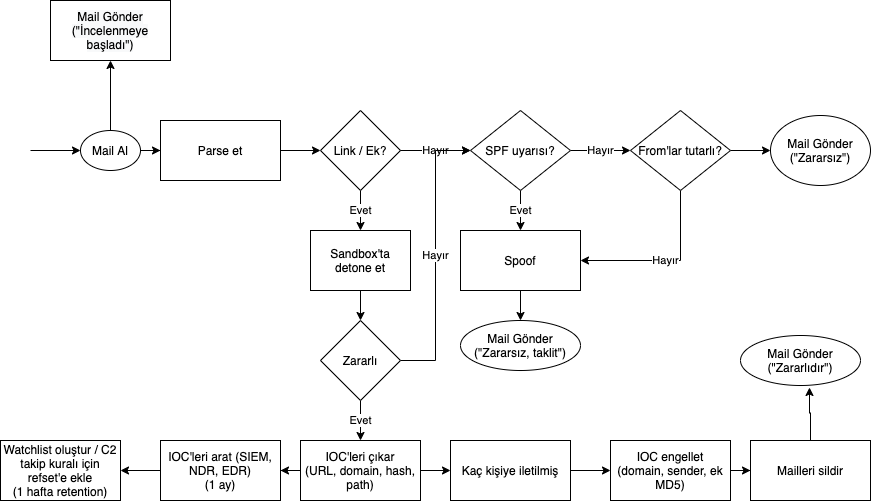 Mail Gönder
("İncelenmeye
başladı")
Mail Al
Parse et
Link / Ek?
Hayır
SPF uyarısı?
Hayır
From'lar tutarlı?
Mail Gönder
("Zararsız")
Evet
Evet
Sandbox'ta
detone et
Hayır
Spoof
Hayır
Zararlı
Mail Gönder
("Zararsız, taklit")
Mail Gönder
("Zararlıdır")
Evet
Watchlist oluştur / C2
takip kuralı için
refset'e ekle
(1 hafta retention)
IOC'leri arat (SIEM,
NDR, EDR)
(1 ay)
IOC'leri çıkar
(URL, domain, hash,
path)
Kaç kişiye iletilmiş
IOC engellet
(domain, sender, ek
MD5)
Mailleri sildir